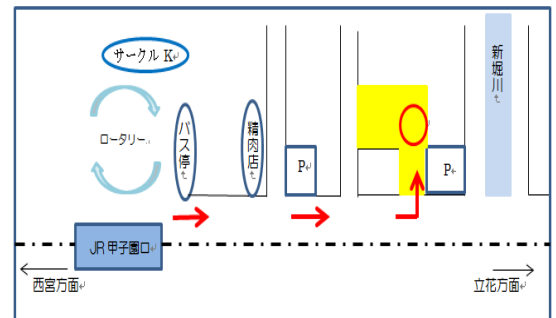 サークルK
ロータリー
バス停
精肉店
P
P
新堀川
JR甲子園口
西宮方面
立花方面